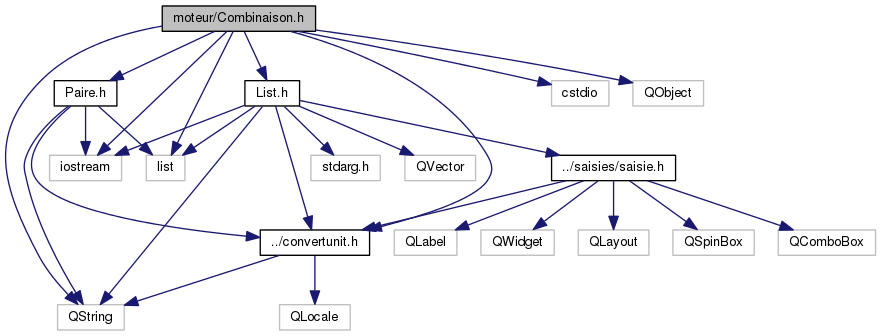 moteur/Combinaison.h
Paire.h
List.h
cstdio
QObject
iostream
list
stdarg.h
QVector
../saisies/saisie.h
../convertunit.h
QLabel
QWidget
QLayout
QSpinBox
QComboBox
QString
QLocale